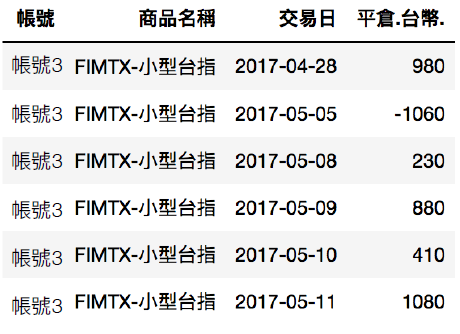 帳號 商品名稱 交易日 平倉.台幣.
帳號3 FIMTX-小型台指 2017-04-28 980
帳號3 FIMTX-小型台指 2017-05-05 -1060
帳號3 FIMTX-小型台指 2017-05-08 230
帳號3 FIMTX-小型台指 2017-05-09 880
帳號3 FIMTX-小型台指 2017-05-10 410
帳號3 FIMTX-小型台指 2017-05-11 1080